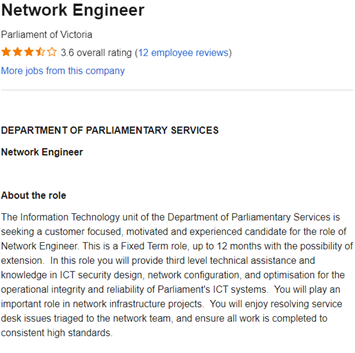 Network Engineer
Parliament of Victoria
3.6 overall rating (12 employee reviews)
More jobs from this company
DEPARTMENT OF PARLIAMENTARY SERVICES
Network Engineer
About the role
The Information Technology unit of the Department of Parliamentary Services is
seeking a customer focused, motivated and experienced candidate for the role of
Network Engineer. This is a Fixed Term role, up to 12 months with the possibility of
extension.  In this role you will provide third level technical assistance and
knowledge in ICT security design, network configuration, and optimisation for the
operational integrity and reliability of Parliament's ICT systems.  You will play an
important role in network infrastructure projects.  You will enjoy resolving service
desk issues triaged to the network team, and ensure all work is completed to
consistent high standards.